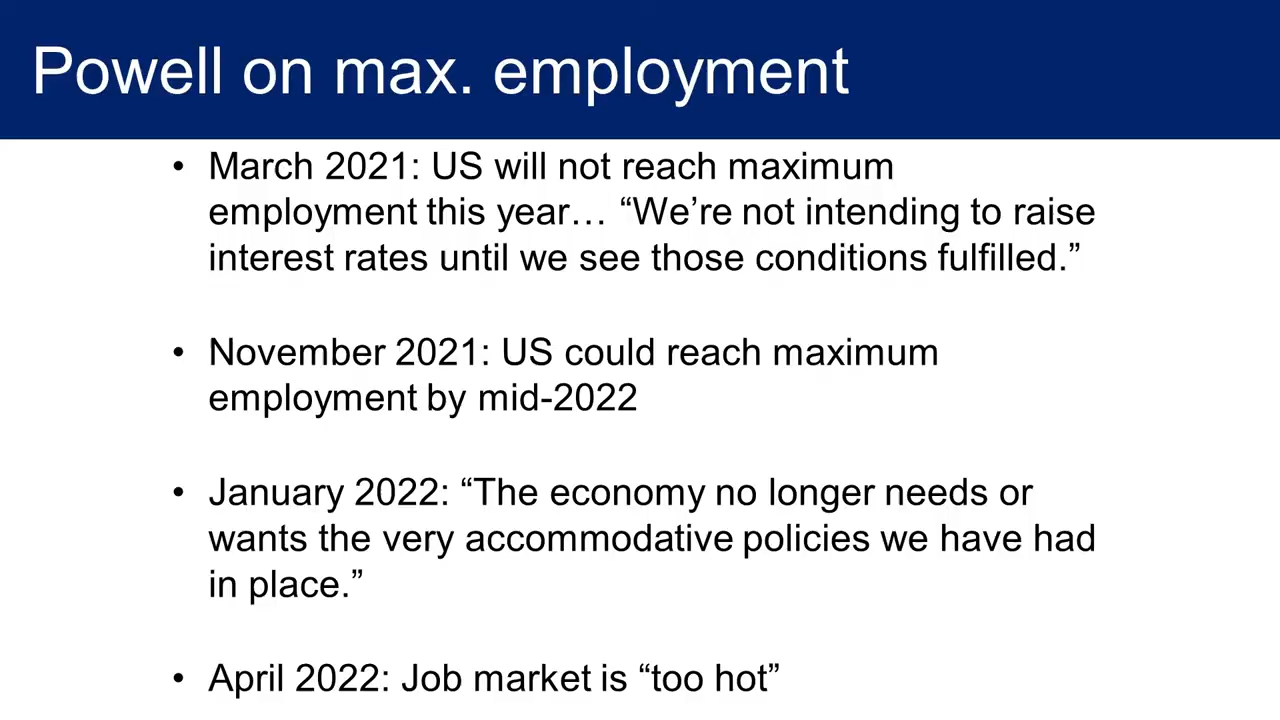 Powell on max. employment
• March 2021: US will not reach maximum
employment this year… “We’re not intending to raise
interest rates until we see those conditions fulfilled.”
• November 2021: US could reach maximum
employment by mid-2022
• January 2022: “The economy no longer needs or
wants the very accommodative policies we have had
in place.”
• April 2022: Job market is “too hot”